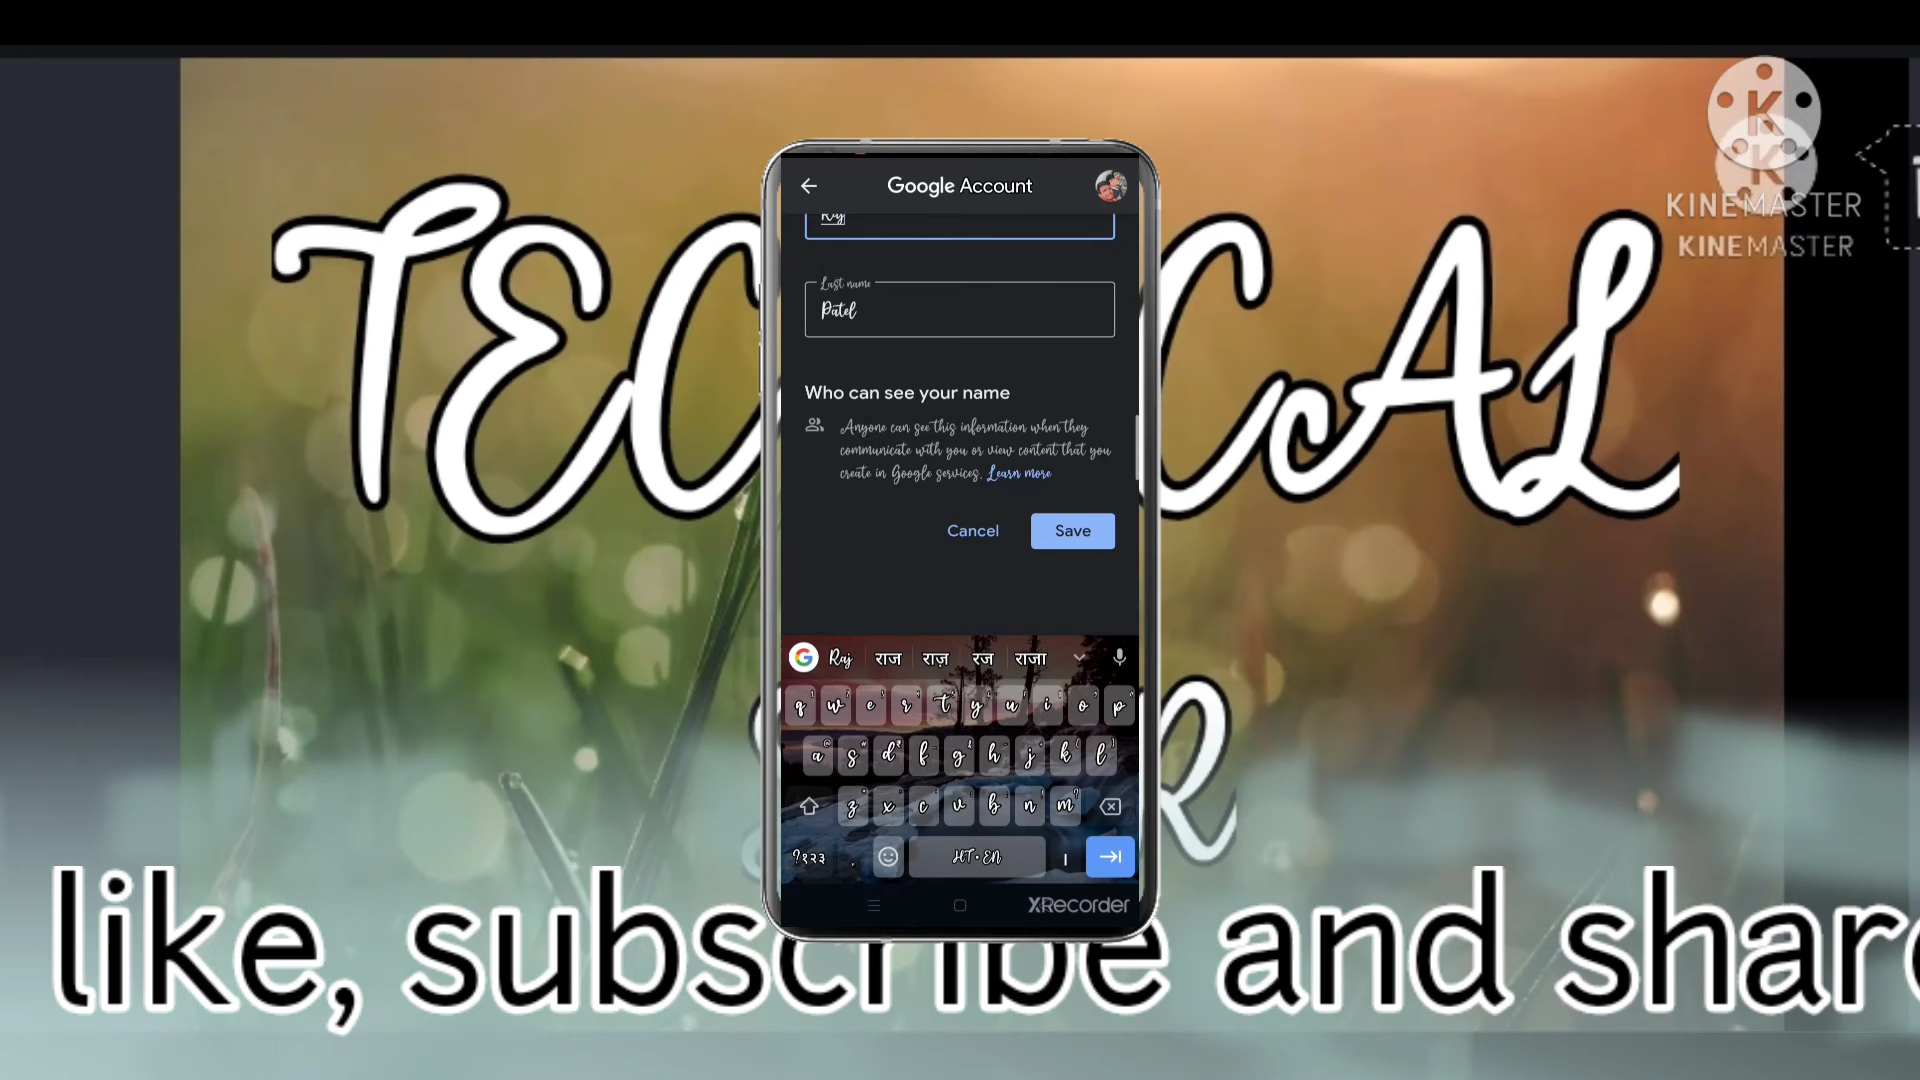 Google Account
Raj
Last name
Patel
Who can see your name
Anyone can see this information when they
communicate with you or view content that you
create in Google services. Learn more
Cancel
Save
Raj राज राज़ रज राजा
q w e r t y u i o p
a s d f g h j k l
z x c v b n m
?१२३ . HI • EN ।
XRecorder
TEC CAL
R
KINEMASTER
KINEMASTER
like, subscribe and share